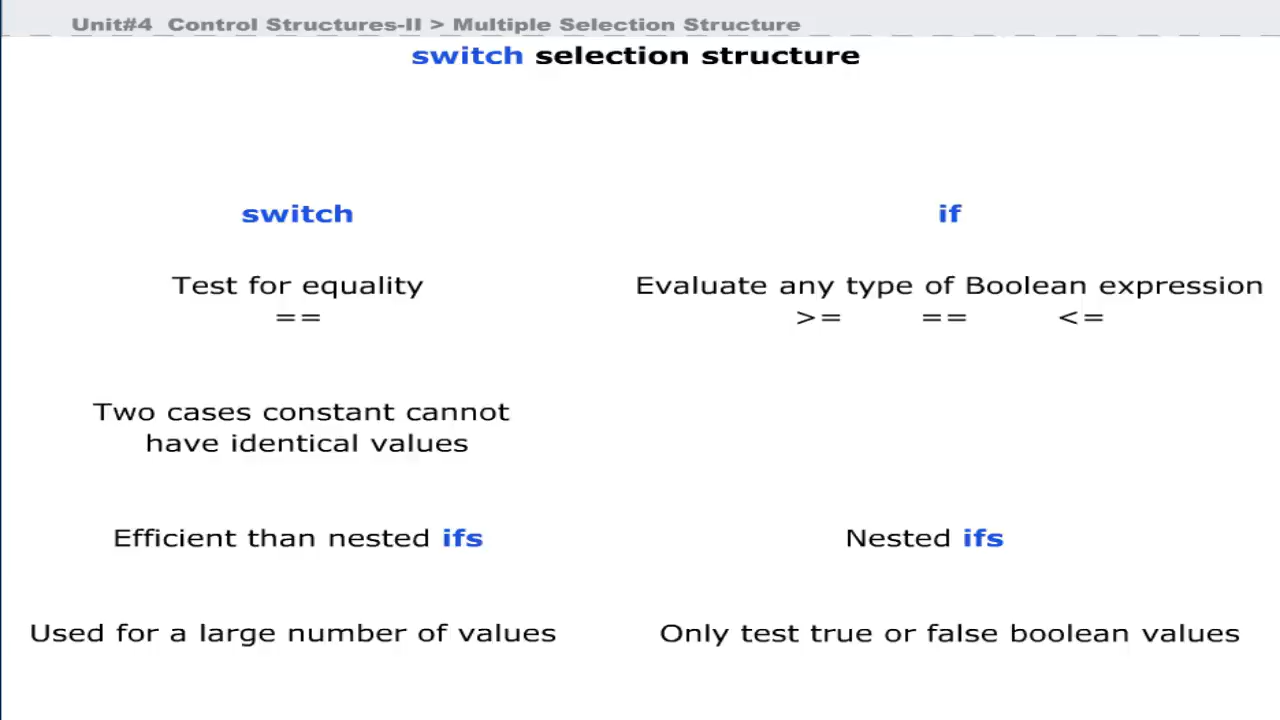 Unit#4 Control Structures-II > Multiple Selection Structure
switch selection structure
switch
if
Test for equality
==
Evaluate any type of Boolean expression
>= == <=
Two cases constant cannot
have identical values
Efficient than nested ifs
Nested ifs
Used for a large number of values
Only test true or false boolean values